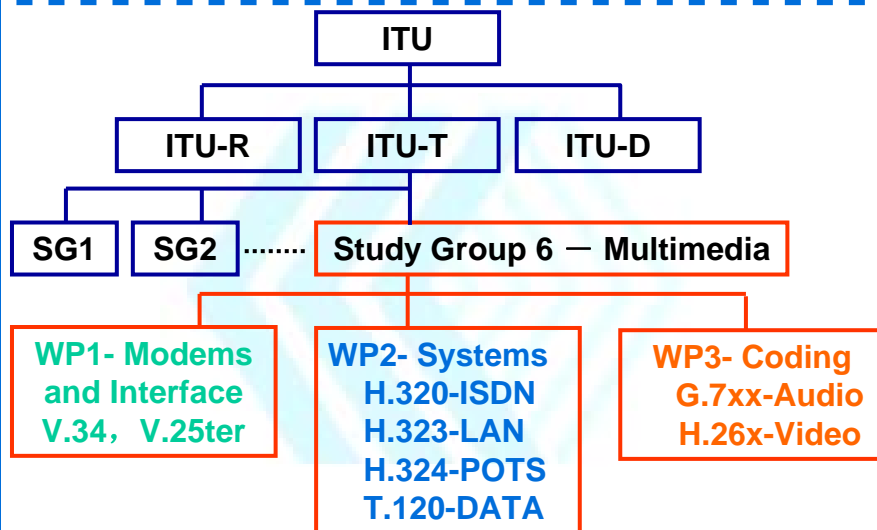 ITU
ITU-R
ITU-T
ITU-D
SG1
SG2
........
Study Group 6 － Multimedia
WP1- Modems
and Interface
V.34，V.25ter
WP2- Systems
H.320-ISDN
H.323-LAN
H.324-POTS
T.120-DATA
WP3- Coding
G.7xx-Audio
H.26x-Video